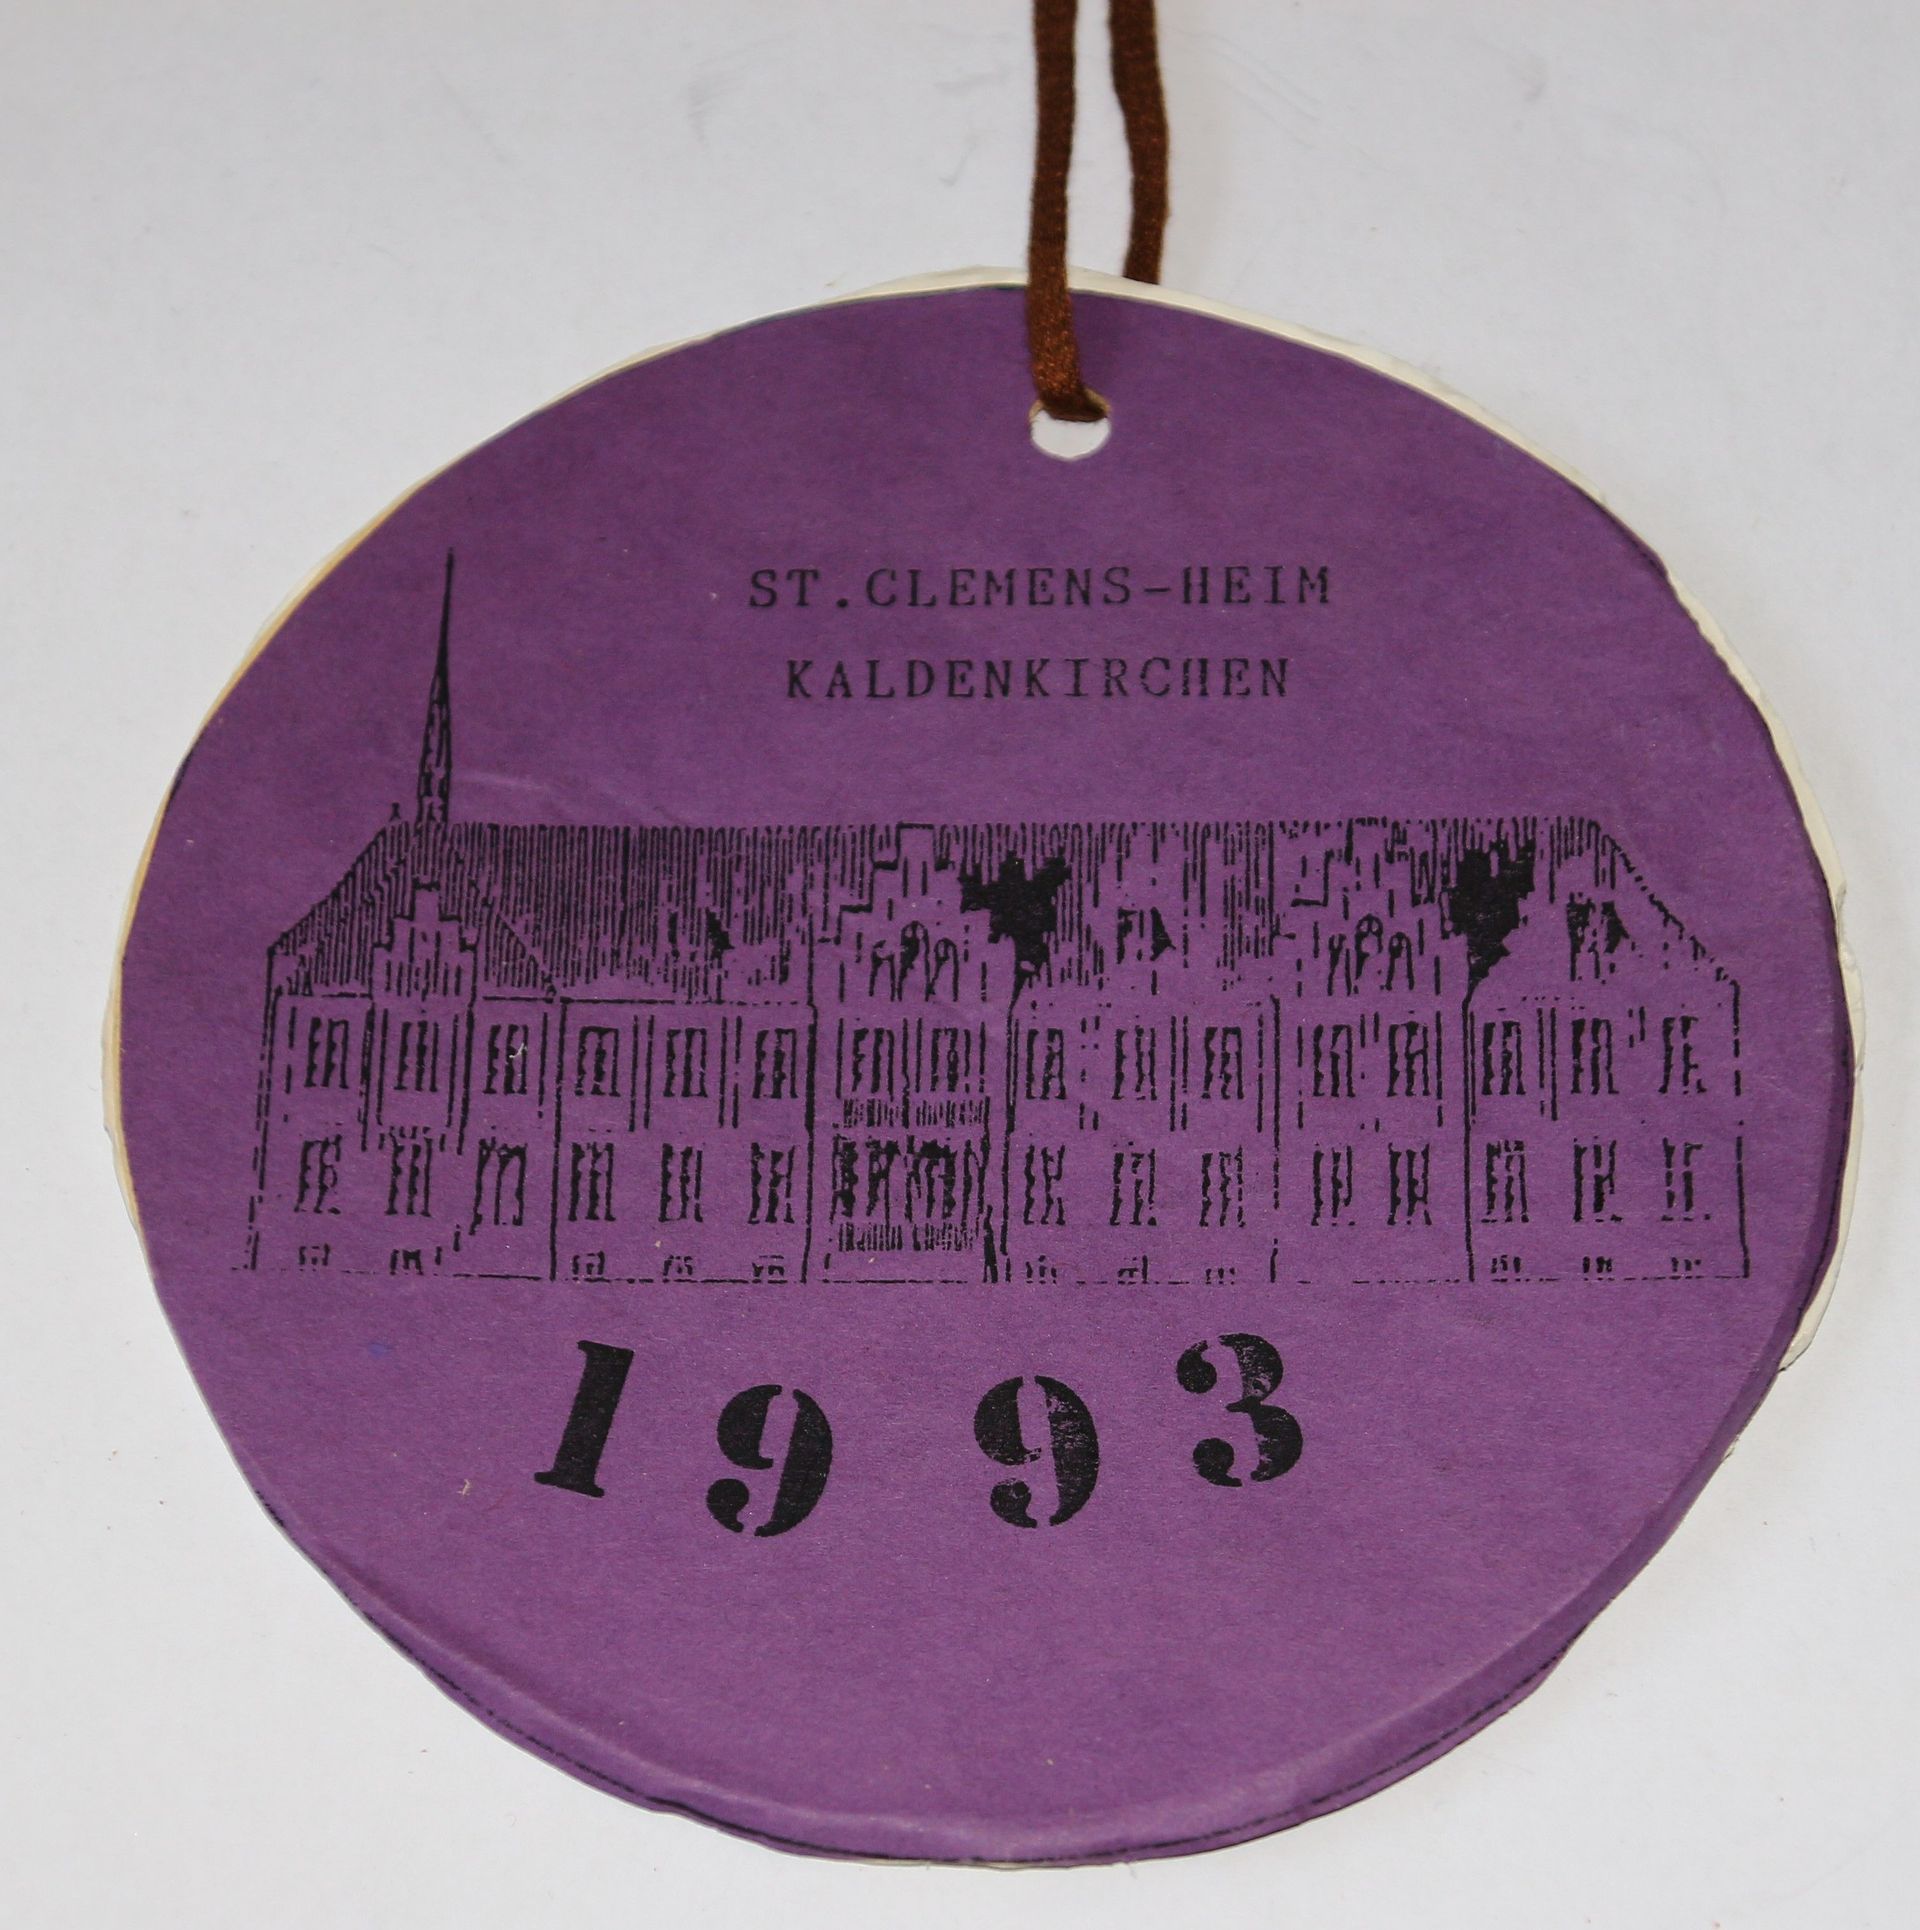 ST.CLEMENS-HEIM
KALDENKIRCHEN
1993